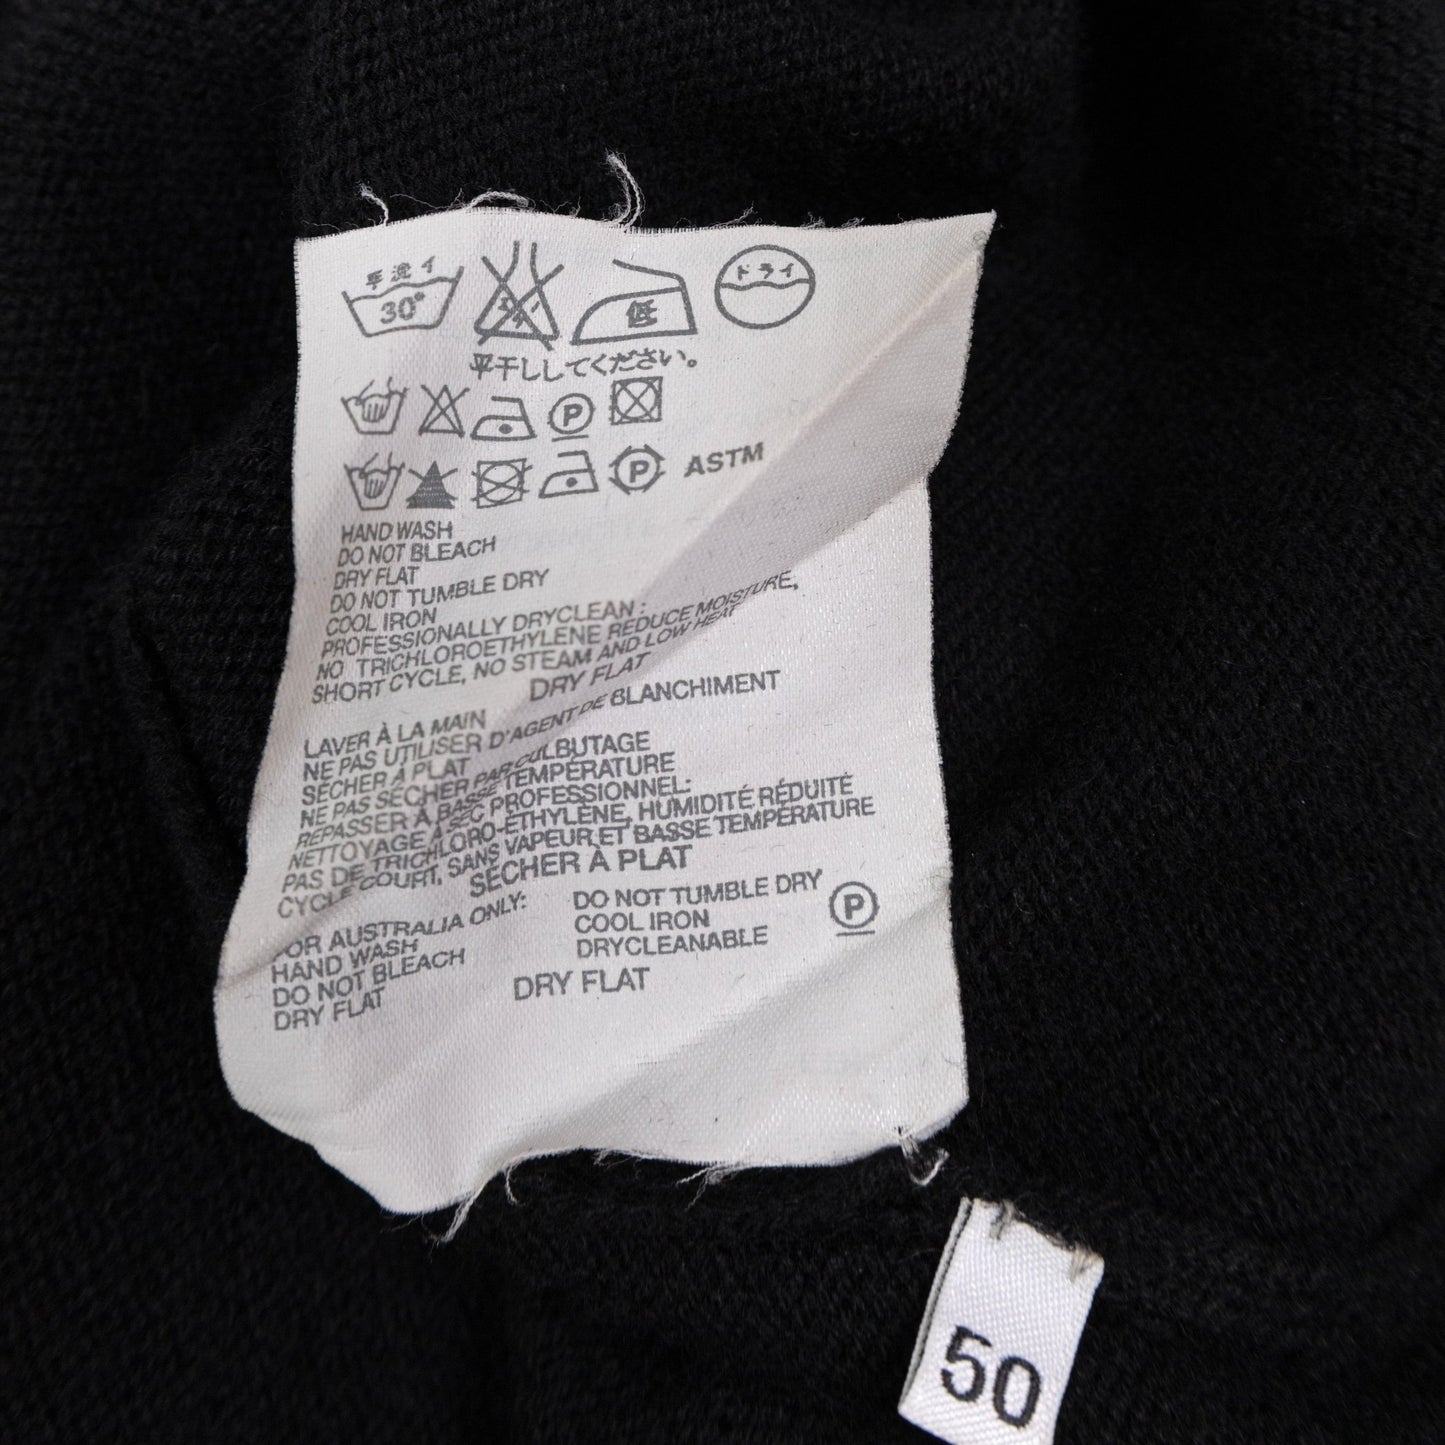 手洗イ
30°
低
ドライ
平干ししてください。
P
P
ASTM
HAND WASH
DO NOT BLEACH
DRY FLAT
DO NOT TUMBLE DRY
COOL IRON
PROFESSIONALLY DRYCLEAN :
NO TRICHLOROETHYLENE REDUCE MOISTURE,
SHORT CYCLE, NO STEAM AND LOW HEAT
DRY FLAT
LAVER À LA MAIN
NE PAS UTILISER D'AGENT DE BLANCHIMENT
SÉCHER À PLAT
NE PAS SÉCHER PAR CULBUTAGE
REPASSER À BASSE TEMPÉRATURE
NETTOYAGE À SEC PROFESSIONNEL:
PAS DE TRICHLORO-ETHYLÈNE, HUMIDITÉ RÉDUITE
CYCLE COURT, SANS VAPEUR ET BASSE TEMPÉRATURE
SÉCHER À PLAT
FOR AUSTRALIA ONLY:
HAND WASH
DO NOT BLEACH
DRY FLAT
DO NOT TUMBLE DRY
COOL IRON
DRYCLEANABLE
P
DRY FLAT
50